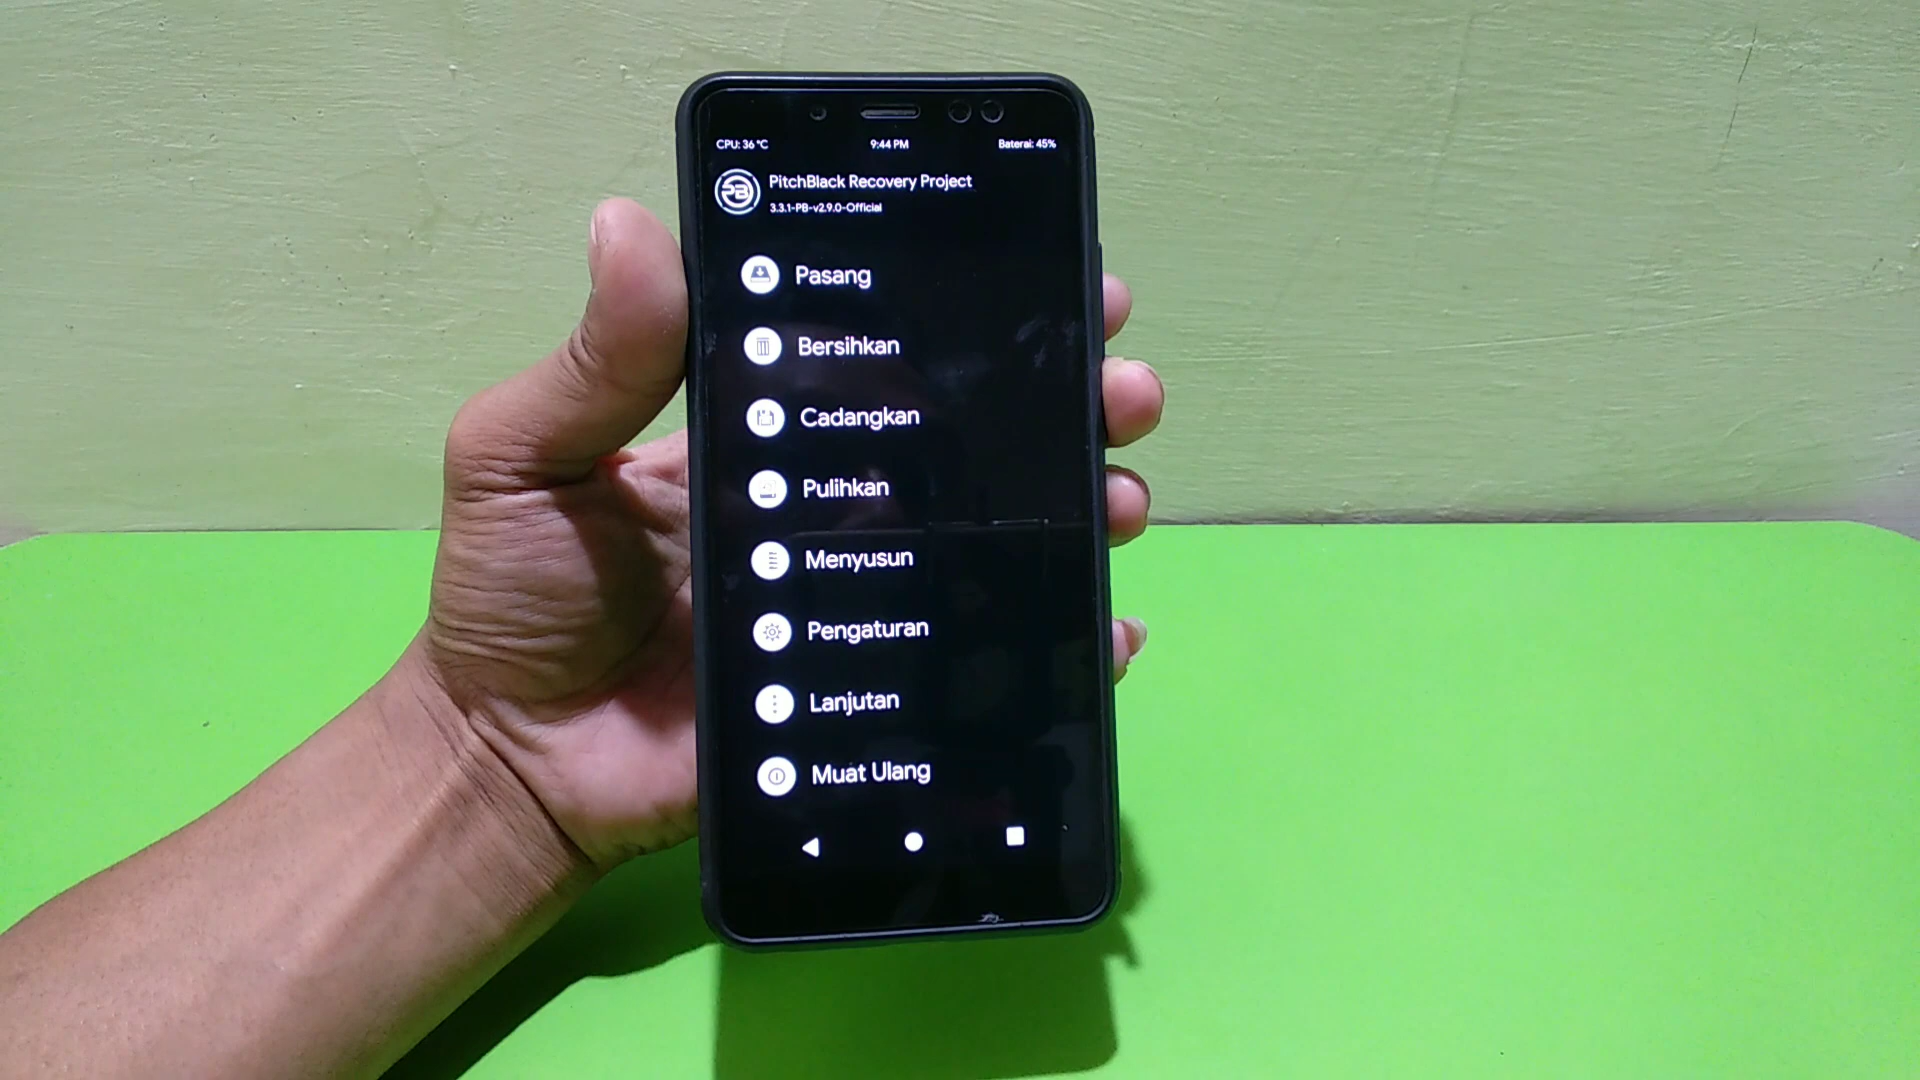 CPU: 36 °C 9:44 PM Baterai: 45%
PB
PitchBlack Recovery Project
3.3.1-PB-v2.9.0-Official
Pasang
Bersihkan
Cadangkan
Pulihkan
Menyusun
Pengaturan
Lanjutan
Muat Ulang